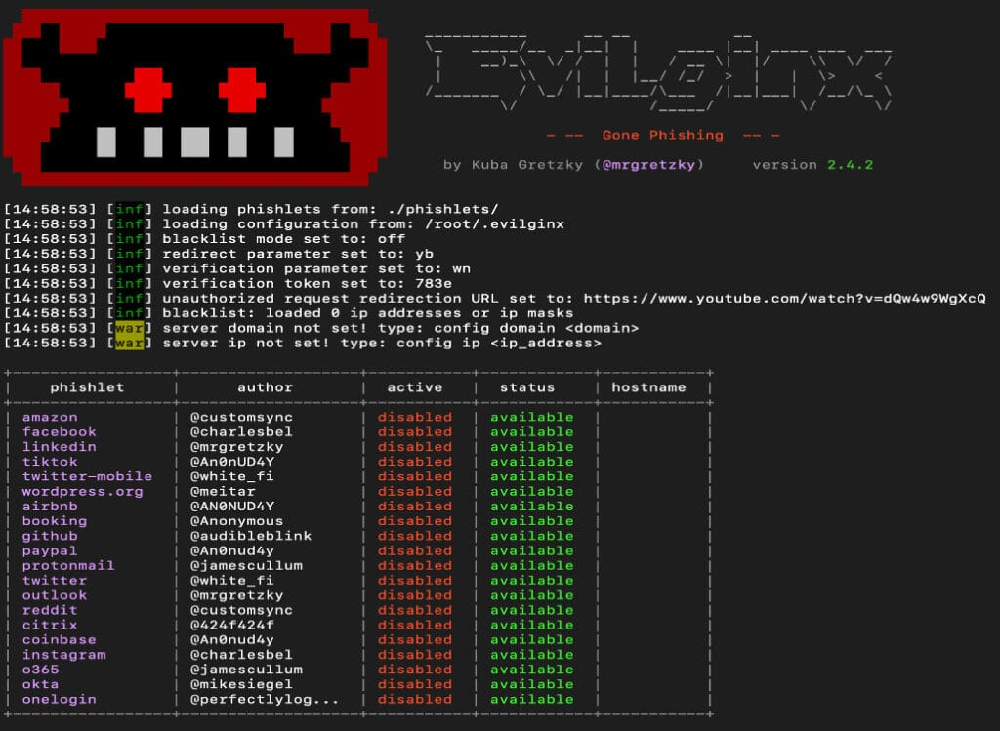 Evilginx
- -- Gone Phishing -- -
by Kuba Gretzky (@mrgretzky) version 2.4.2
[14:58:53] [inf] loading phishlets from: ./phishlets/
[14:58:53] [inf] loading configuration from: /root/.evilginx
[14:58:53] [inf] blacklist mode set to: off
[14:58:53] [inf] redirect parameter set to: yb
[14:58:53] [inf] verification parameter set to: wn
[14:58:53] [inf] verification token set to: 783e
[14:58:53] [inf] unauthorized request redirection URL set to: https://www.youtube.com/watch?v=dQw4w9WgXcQ
[14:58:53] [inf] blacklist: loaded 0 ip addresses or ip masks
[14:58:53] [war] server domain not set! type: config domain <domain>
[14:58:53] [war] server ip not set! type: config ip <ip_address>
| phishlet | author | active | status | hostname |
| amazon | @customsync | disabled | available | |
| facebook | @charlesbel | disabled | available | |
| linkedin | @mrgretzky | disabled | available | |
| tiktok | @An0nUD4Y | disabled | available | |
| twitter-mobile | @white_fi | disabled | available | |
| wordpress.org | @meitar | disabled | available | |
| airbnb | @AN0NUD4Y | disabled | available | |
| booking | @Anonymous | disabled | available | |
| github | @audibleblink | disabled | available | |
| paypal | @An0nud4y | disabled | available | |
| protonmail | @jamescullum | disabled | available | |
| twitter | @white_fi | disabled | available | |
| outlook | @mrgretzky | disabled | available | |
| reddit | @customsync | disabled | available | |
| citrix | @424f424f | disabled | available | |
| coinbase | @An0nud4y | disabled | available | |
| instagram | @charlesbel | disabled | available | |
| o365 | @jamescullum | disabled | available | |
| okta | @mikesiegel | disabled | available | |
| onelogin | @perfectlylog... | disabled | available | |